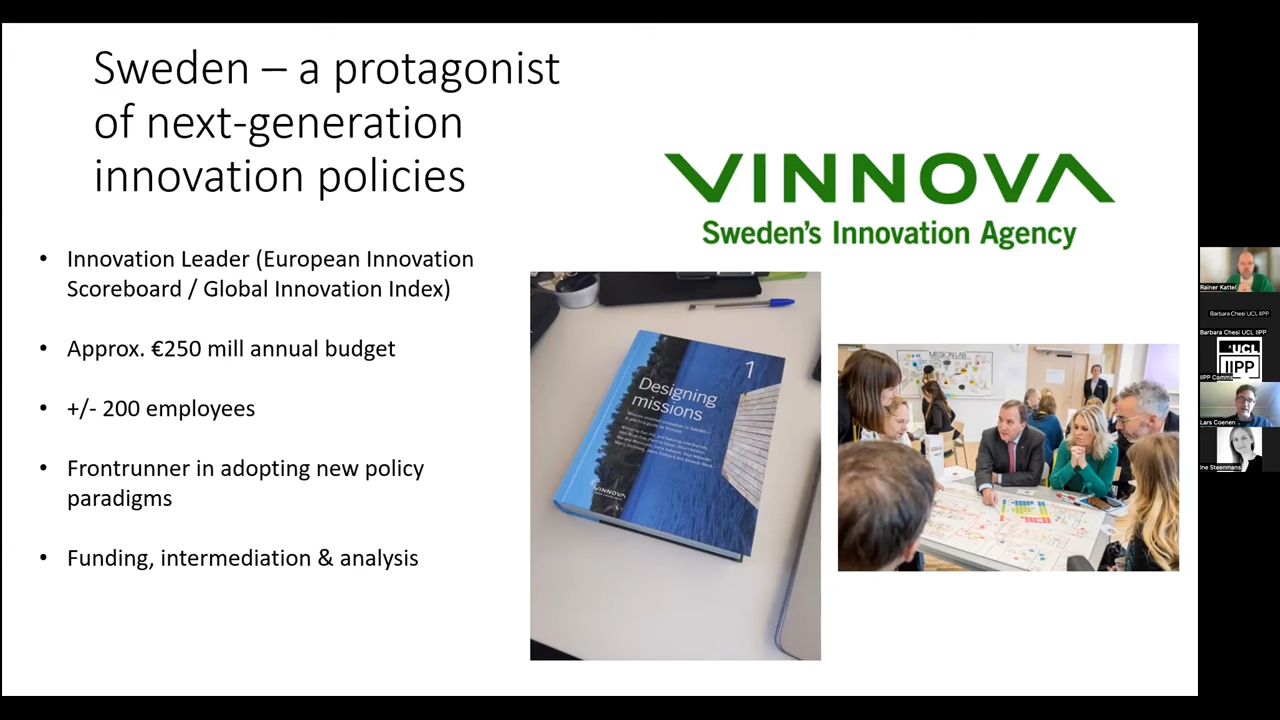 Sweden – a protagonist
of next-generation
innovation policies
• Innovation Leader (European Innovation
Scoreboard / Global Innovation Index)
• Approx. €250 mill annual budget
• +/- 200 employees
• Frontrunner in adopting new policy
paradigms
• Funding, intermediation & analysis
VINNOVA
Sweden's Innovation Agency
1
Designing
missions
VINNOVA
MISSION LAB
Rainer Kattel
Barbara Chesi UCL IIPP
Barbara Chesi UCL IIPP
UCL
IIPP
IIPP Comms
Lars Coenen
Ine Steenmans